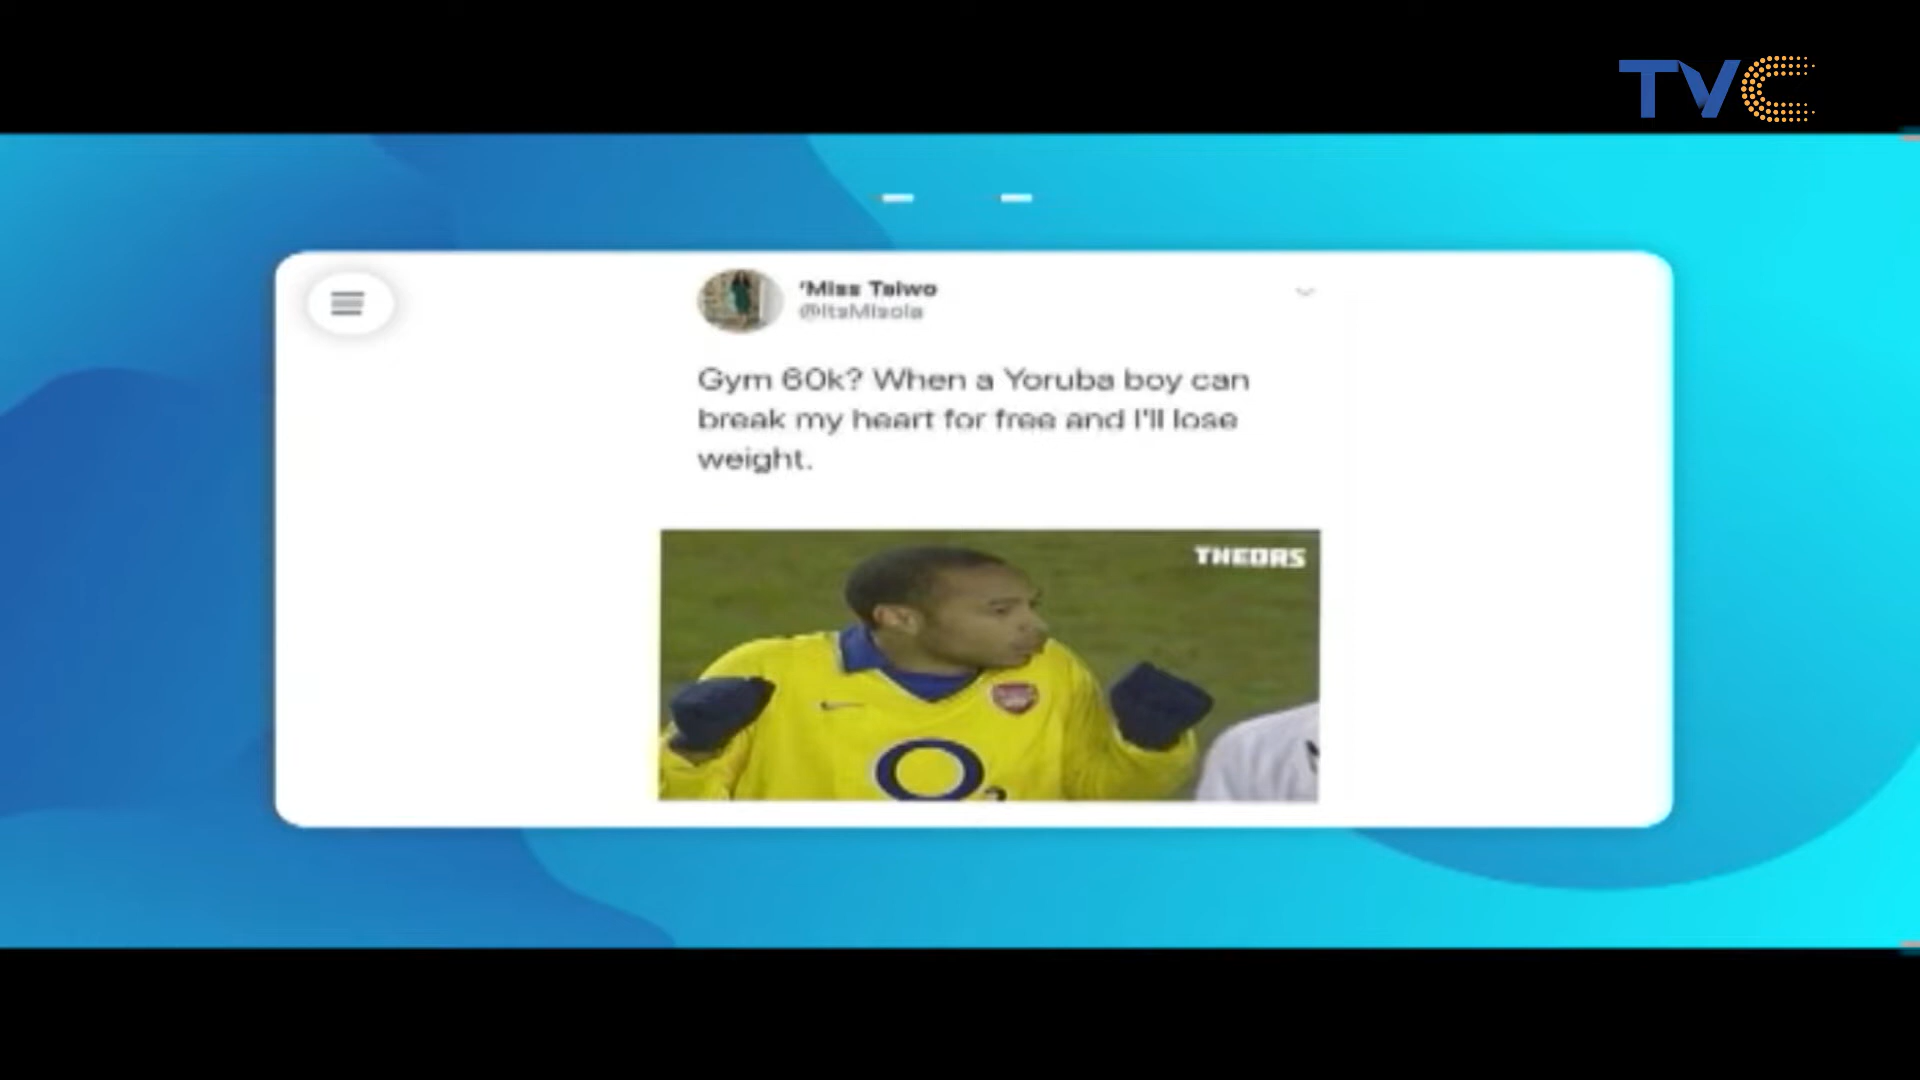 TVC
'Miss Taiwo
@ItsMisola
Gym 60k? When a Yoruba boy can
break my heart for free and I'll lose
weight.
THEORS
O2